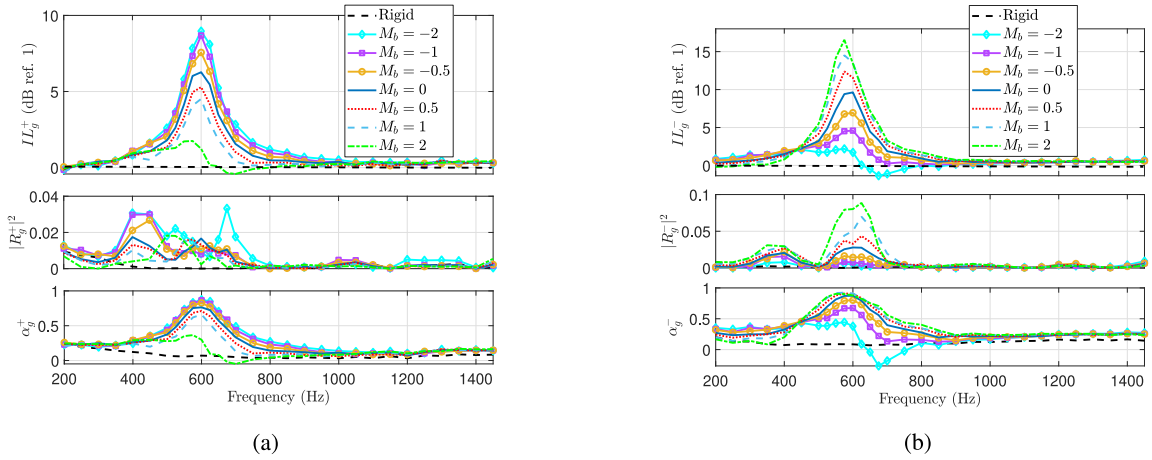 Rigid
M_b = −2
M_b = −1
M_b = −0.5
M_b = 0
M_b = 0.5
M_b = 1
M_b = 2
IL_g^+ (dB ref. 1)
10
5
0
|R_g^+|^2
0.04
0.02
0
α_g^+
1
0.5
0
200 400 600 800 1000 1200 1400
Frequency (Hz)
(a)
Rigid
M_b = −2
M_b = −1
M_b = −0.5
M_b = 0
M_b = 0.5
M_b = 1
M_b = 2
IL_g^- (dB ref. 1)
15
10
5
0
|R_g^-|^2
0.1
0.05
0
α_g^-
1
0.5
0
200 400 600 800 1000 1200 1400
Frequency (Hz)
(b)